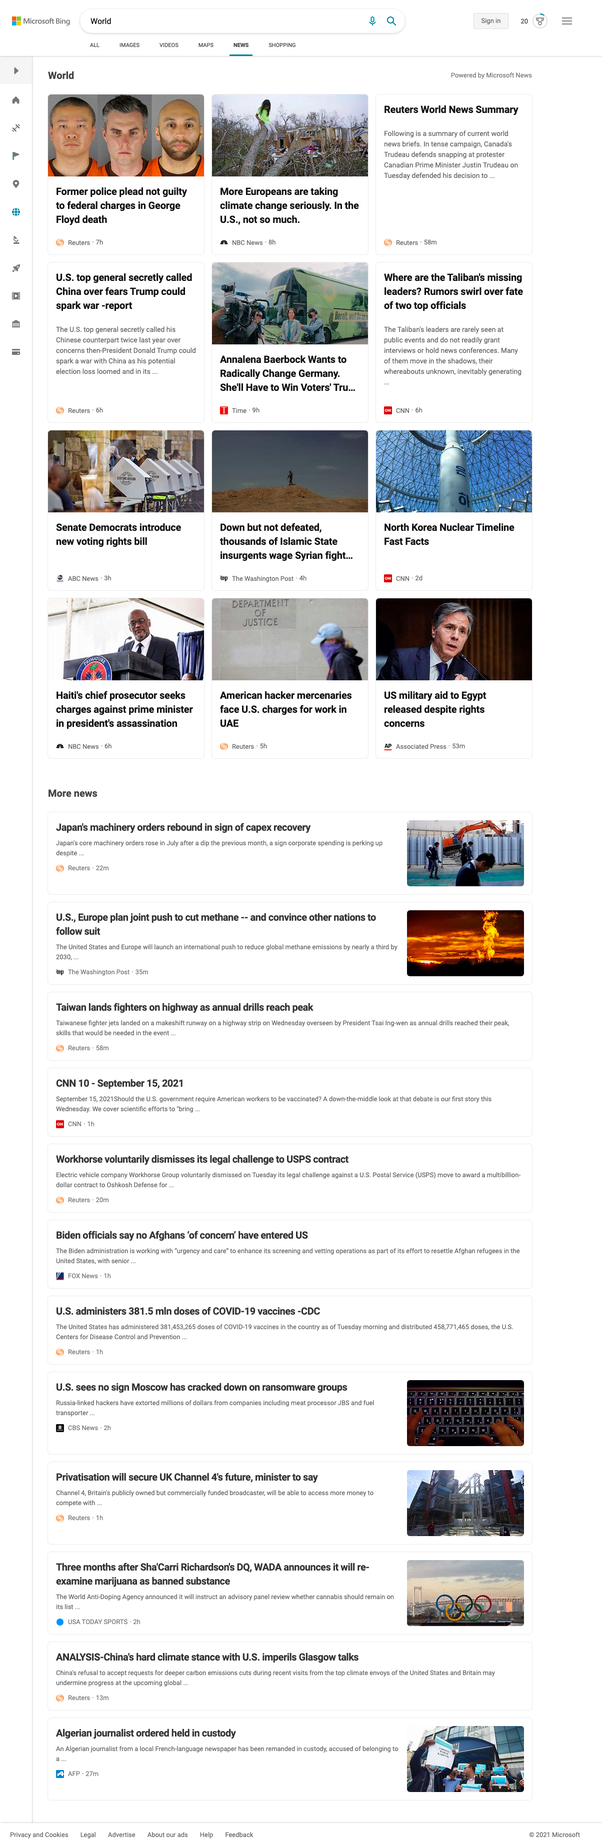 Microsoft Bing
World
Sign in
20
ALL
IMAGES
VIDEOS
MAPS
NEWS
SHOPPING
World
Powered by Microsoft News
Former police plead not guilty
to federal charges in George
Floyd death
Reuters · 7h
More Europeans are taking
climate change seriously. In the
U.S., not so much.
NBC News · 8h
Reuters World News Summary
Following is a summary of current world
news briefs. In tense campaign, Canada's
Trudeau defends snapping at protester
Canadian Prime Minister Justin Trudeau on
Tuesday defended his decision to ...
Reuters · 58m
U.S. top general secretly called
China over fears Trump could
spark war -report
The U.S. top general secretly called his
Chinese counterpart twice last year over
concerns then-President Donald Trump could
spark a war with China as his potential
election loss loomed and in its ...
Reuters · 6h
Annalena Baerbock Wants to
Radically Change Germany.
She'll Have to Win Voters' Tru...
Time · 9h
Where are the Taliban's missing
leaders? Rumors swirl over fate
of two top officials
The Taliban's leaders are rarely seen at
public events and do not readily grant
interviews or hold news conferences. Many
of them move in the shadows, their
whereabouts unknown, inevitably generating
...
CNN · 6h
Senate Democrats introduce
new voting rights bill
ABC News · 3h
Down but not defeated,
thousands of Islamic State
insurgents wage Syrian fight...
The Washington Post · 4h
North Korea Nuclear Timeline
Fast Facts
CNN · 2d
Haiti's chief prosecutor seeks
charges against prime minister
in president's assassination
NBC News · 6h
DEPARTMENT
OF
JUSTICE
American hacker mercenaries
face U.S. charges for work in
UAE
Reuters · 5h
US military aid to Egypt
released despite rights
concerns
AP Associated Press · 53m
More news
Japan's machinery orders rebound in sign of capex recovery
Japan's core machinery orders rose in July after a dip the previous month, a sign corporate spending is perking up
despite ...
Reuters · 22m
U.S., Europe plan joint push to cut methane -- and convince other nations to
follow suit
The United States and Europe will launch an international push to reduce global methane emissions by nearly a third by
2030, ...
The Washington Post · 35m
Taiwan lands fighters on highway as annual drills reach peak
Taiwanese fighter jets landed on a makeshift runway on a highway strip on Wednesday overseen by President Tsai Ing-wen as annual drills reached their peak,
skills that would be needed in the event ...
Reuters · 58m
CNN 10 - September 15, 2021
September 15, 2021Should the U.S. government require American workers to be vaccinated? A down-the-middle look at that debate is our first story this
Wednesday. We cover scientific efforts to "bring ...
CNN · 1h
Workhorse voluntarily dismisses its legal challenge to USPS contract
Electric vehicle company Workhorse Group voluntarily dismissed on Tuesday its legal challenge against a U.S. Postal Service (USPS) move to award a multibillion-
dollar contract to Oshkosh Defense for ...
Reuters · 20m
Biden officials say no Afghans 'of concern' have entered US
The Biden administration is working with "urgency and care" to enhance its screening and vetting operations as part of its effort to resettle Afghan refugees in the
United States, with senior ...
FOX News · 1h
U.S. administers 381.5 mln doses of COVID-19 vaccines -CDC
The United States has administered 381,453,265 doses of COVID-19 vaccines in the country as of Tuesday morning and distributed 458,771,465 doses, the U.S.
Centers for Disease Control and Prevention ...
Reuters · 1h
U.S. sees no sign Moscow has cracked down on ransomware groups
Russia-linked hackers have extorted millions of dollars from companies including meat processor JBS and fuel
transporter ...
CBS News · 2h
Privatisation will secure UK Channel 4's future, minister to say
Channel 4, Britain's publicly owned but commercially funded broadcaster, will be able to access more money to
compete with ...
Reuters · 1h
Three months after Sha'Carri Richardson's DQ, WADA announces it will re-
examine marijuana as banned substance
The World Anti-Doping Agency announced it will instruct an advisory panel review whether cannabis should remain on
its list ...
USA TODAY SPORTS · 2h
ANALYSIS-China's hard climate stance with U.S. imperils Glasgow talks
China's refusal to accept requests for deeper carbon emissions cuts during recent visits from the top climate envoys of the United States and Britain may
undermine progress at the upcoming global ...
Reuters · 13m
Algerian journalist ordered held in custody
An Algerian journalist from a local French-language newspaper has been remanded in custody, accused of belonging to
a ...
AFP · 27m
Privacy and Cookies
Legal
Advertise
About our ads
Help
Feedback
© 2021 Microsoft